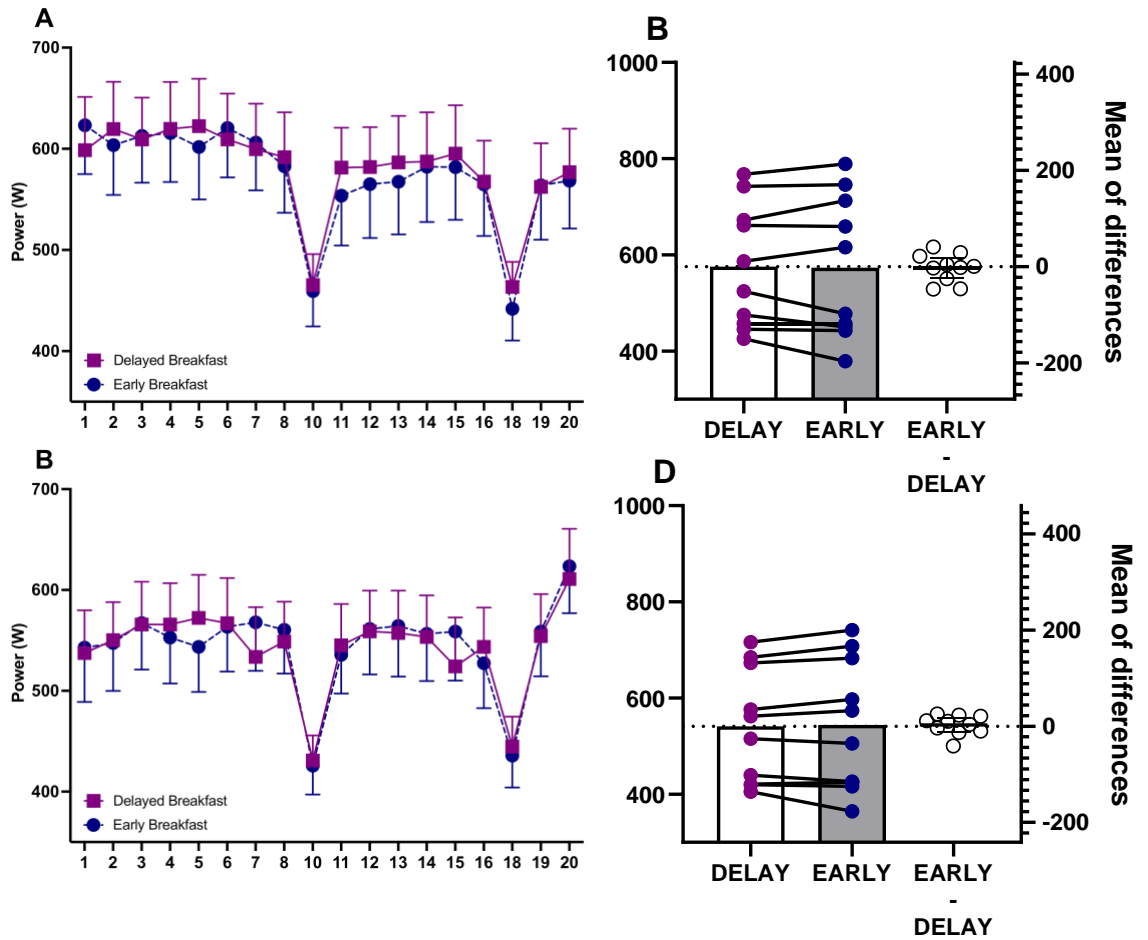 A
700
600
500
400
Power (W)
Delayed Breakfast
Early Breakfast
1 2 3 4 5 6 7 8 10 11 12 13 14 15 16 18 19 20
B
1000
800
600
400
400
200
0
-200
Mean of differences
DELAY EARLY EARLY
-
DELAY
B
700
600
500
400
Power (W)
Delayed Breakfast
Early Breakfast
1 2 3 4 5 6 7 8 10 11 12 13 14 15 16 18 19 20
D
1000
800
600
400
400
200
0
-200
Mean of differences
DELAY EARLY EARLY
-
DELAY